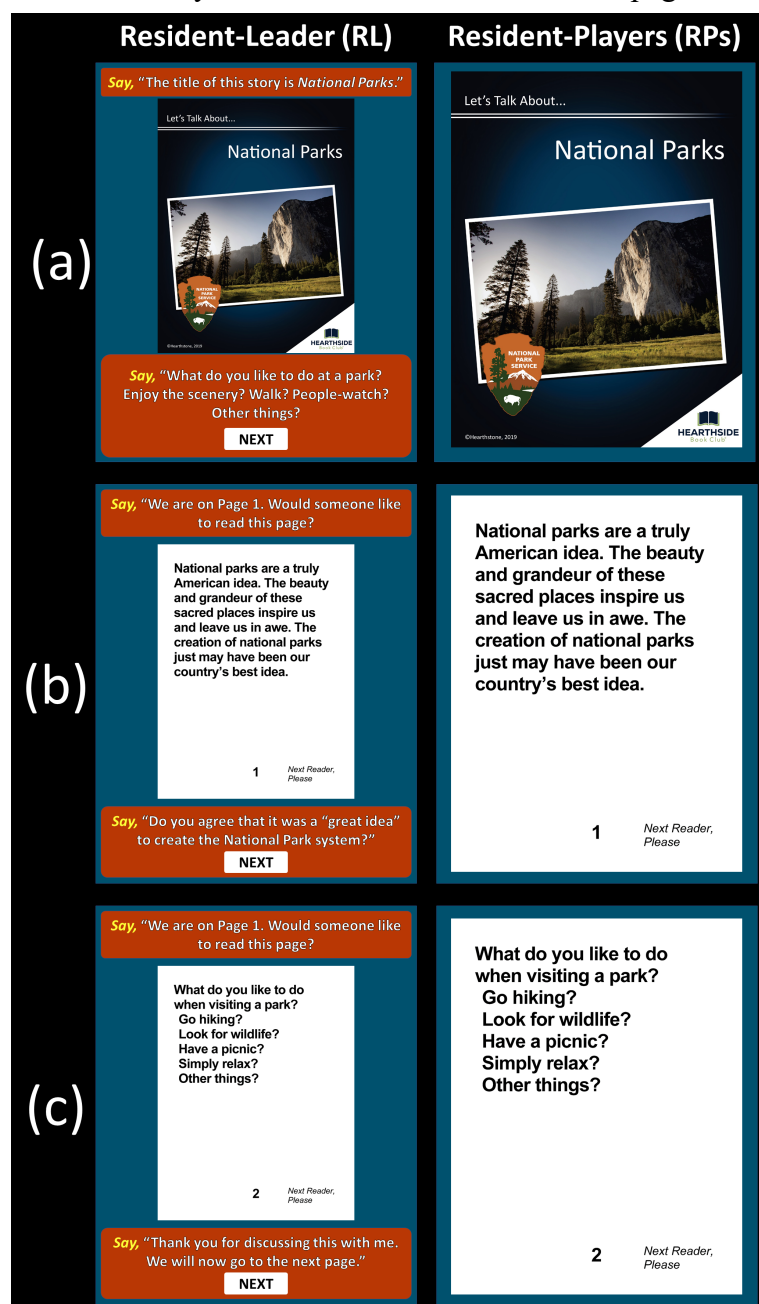 Resident-Leader (RL)
Resident-Players (RPs)
(a)
Say, “The title of this story is National Parks.”
Let’s Talk About...
National Parks
NATIONAL
PARK
SERVICE
©Hearthstone, 2019
HEARTHSIDE
Book Club
Say, “What do you like to do at a park?
Enjoy the scenery? Walk? People-watch?
Other things?
NEXT
Let’s Talk About...
National Parks
NATIONAL
PARK
SERVICE
©Hearthstone, 2019
HEARTHSIDE
Book Club
(b)
Say, “We are on Page 1. Would someone like
to read this page?
National parks are a truly
American idea. The beauty
and grandeur of these
sacred places inspire us
and leave us in awe. The
creation of national parks
just may have been our
country’s best idea.
1
Next Reader,
Please
Say, “Do you agree that it was a “great idea”
to create the National Park system?”
NEXT
National parks are a truly
American idea. The beauty
and grandeur of these
sacred places inspire us
and leave us in awe. The
creation of national parks
just may have been our
country’s best idea.
1
Next Reader,
Please
(c)
Say, “We are on Page 1. Would someone like
to read this page?
What do you like to do
when visiting a park?
Go hiking?
Look for wildlife?
Have a picnic?
Simply relax?
Other things?
2
Next Reader,
Please
Say, “Thank you for discussing this with me.
We will now go to the next page.”
NEXT
What do you like to do
when visiting a park?
Go hiking?
Look for wildlife?
Have a picnic?
Simply relax?
Other things?
2
Next Reader,
Please